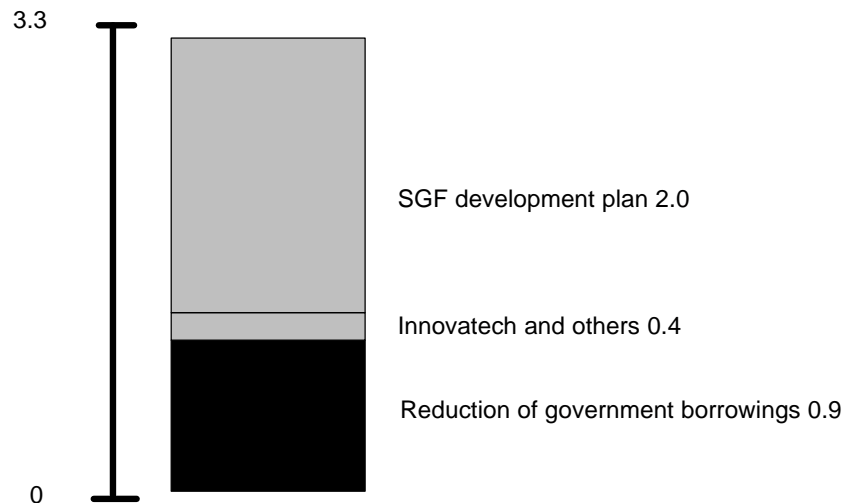 3.3
SGF development plan 2.0
Innovatech and others 0.4
Reduction of government borrowings 0.9
0